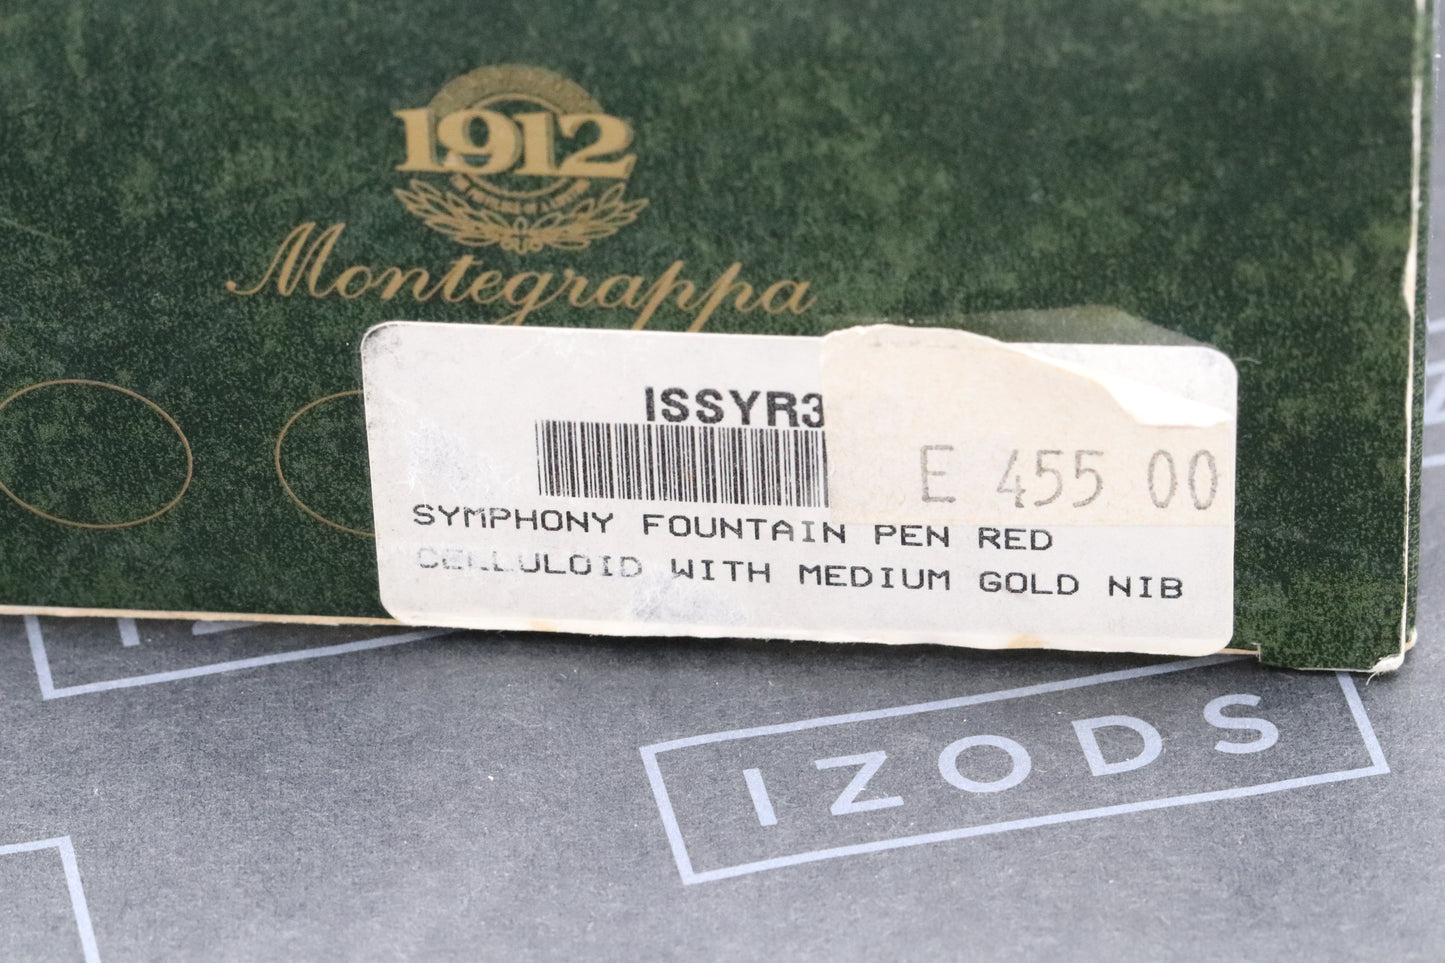 1912
Montegrappa
ISSYR3
E 455 00
SYMPHONY FOUNTAIN PEN RED
CELLULOID WITH MEDIUM GOLD NIB
IZODS